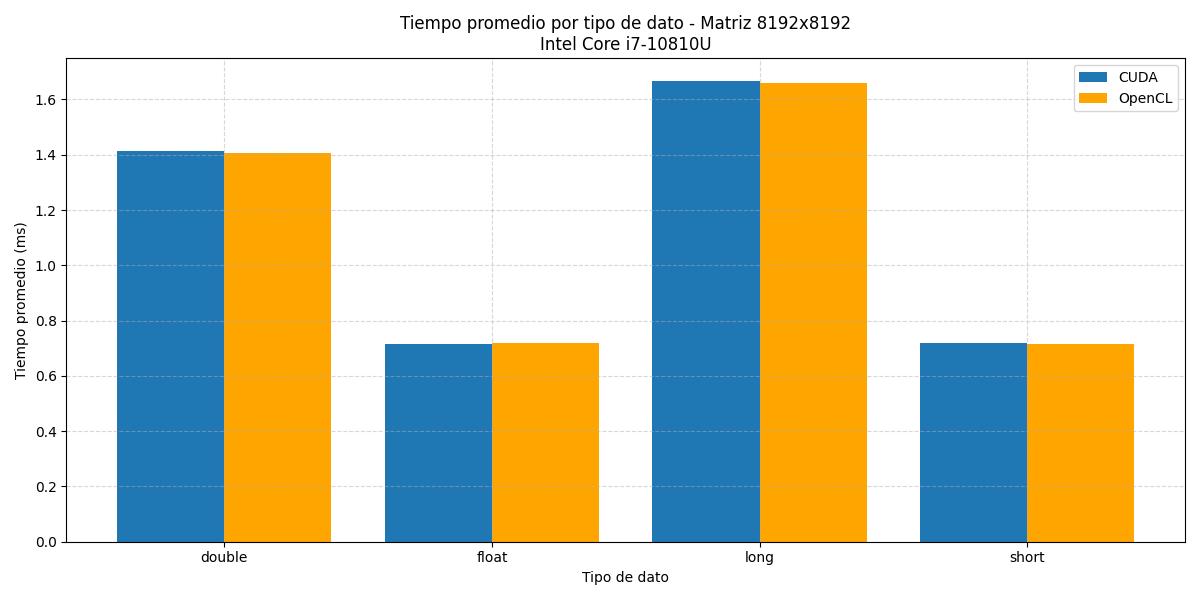 Tiempo promedio por tipo de dato - Matriz 8192x8192
Intel Core i7-10810U
CUDA
OpenCL
Tiempo promedio (ms)
1.6
1.4
1.2
1.0
0.8
0.6
0.4
0.2
0.0
double
float
long
short
Tipo de dato